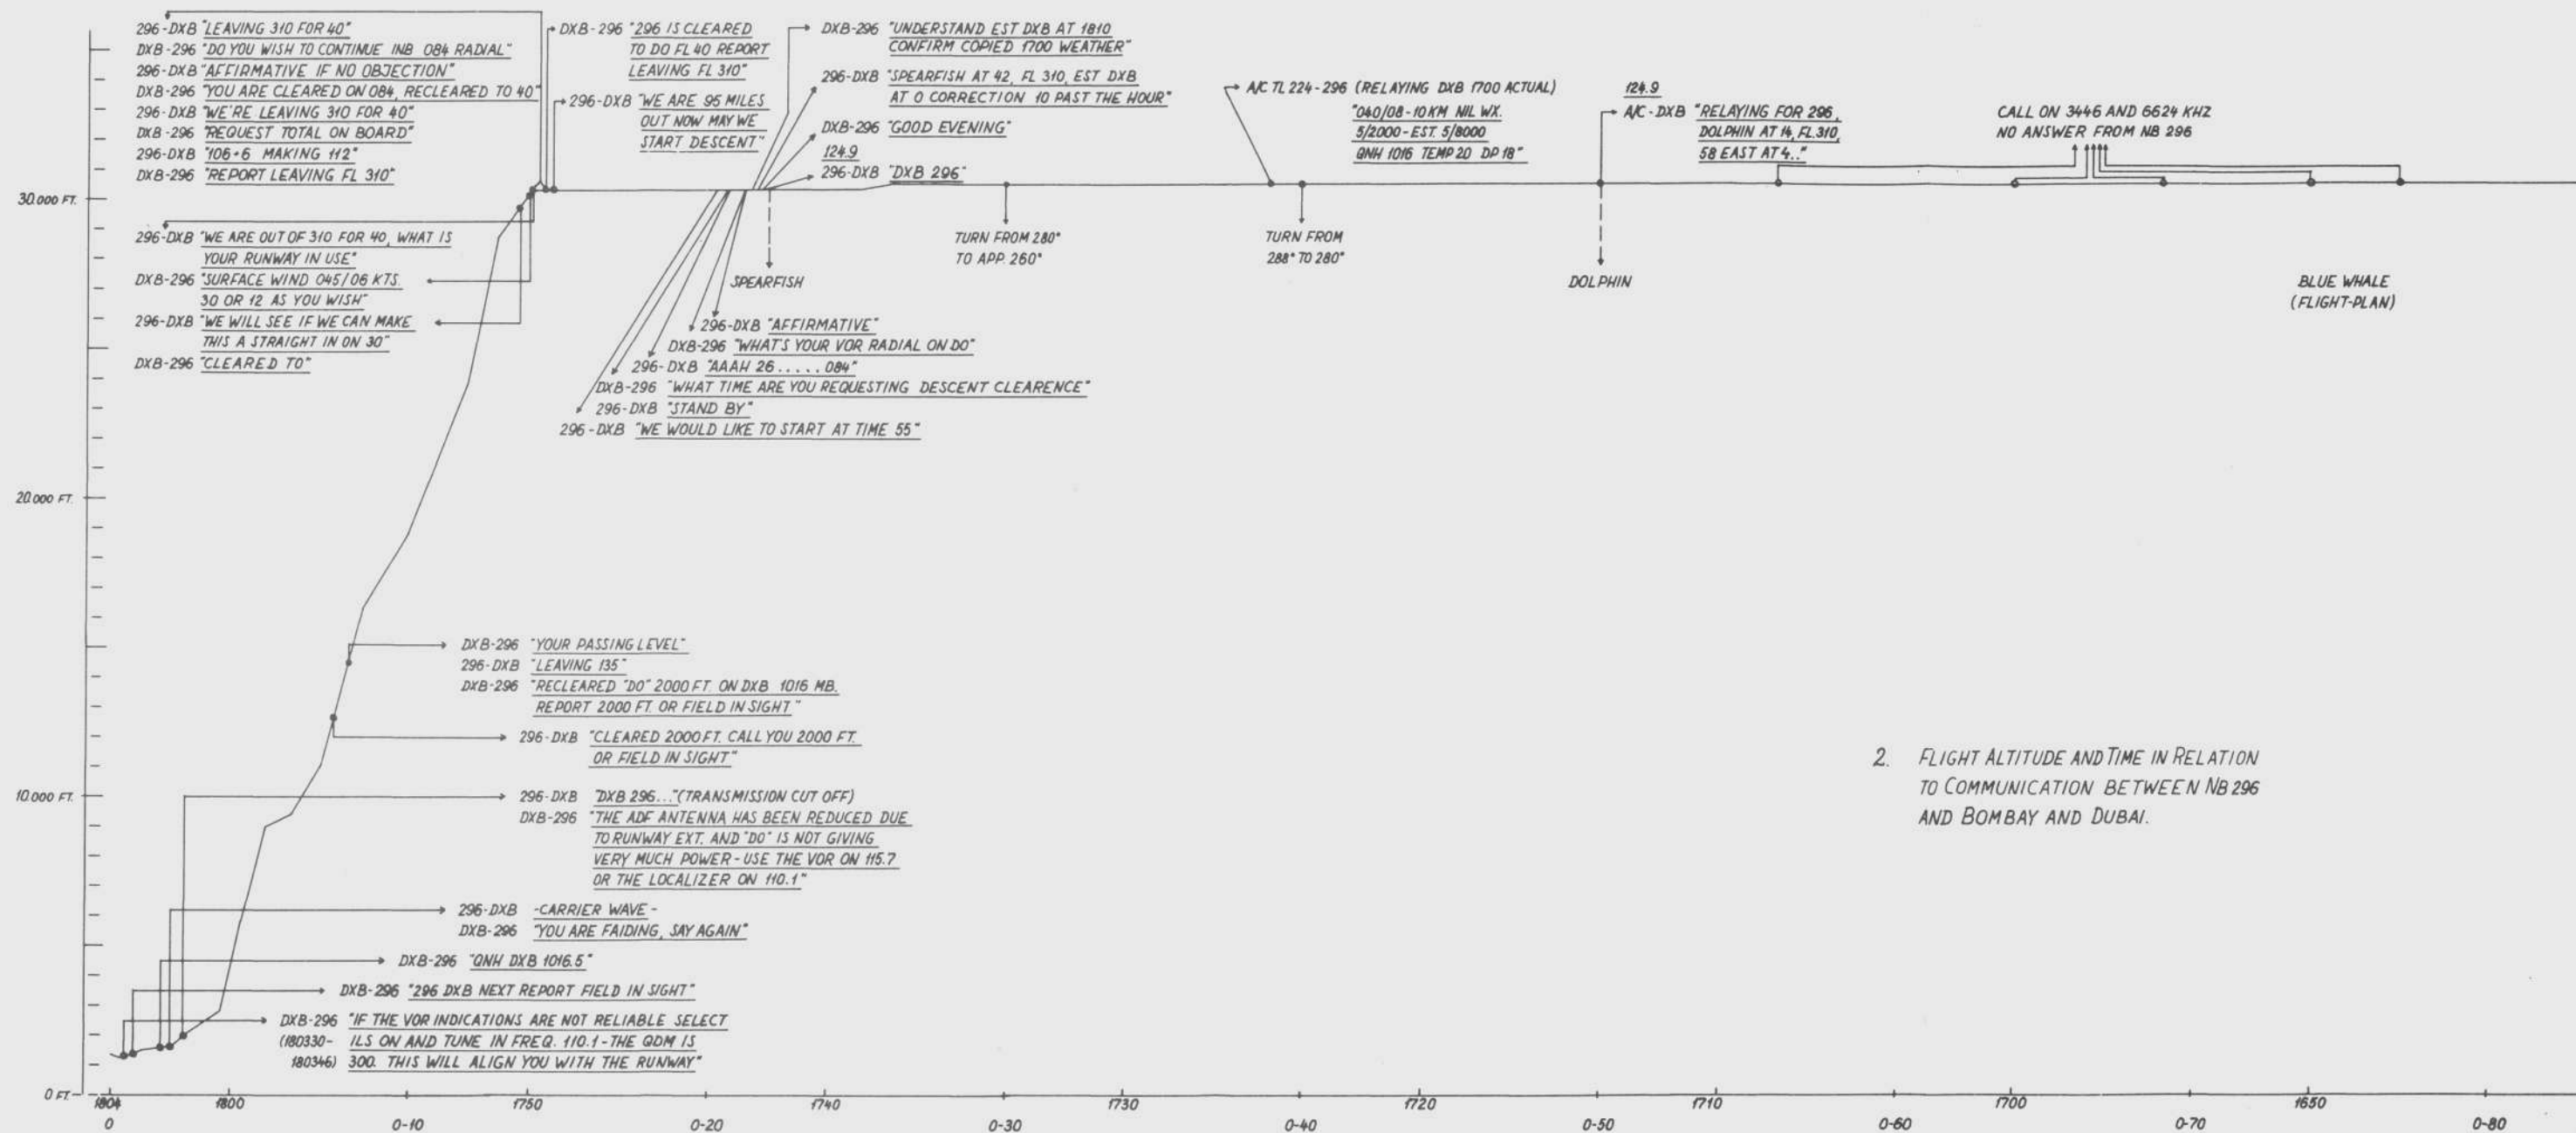 296-DXB "LEAVING 310 FOR 40"
DXB-296 "DO YOU WISH TO CONTINUE INB 084 RADIAL"
296-DXB "AFFIRMATIVE IF NO OBJECTION"
DXB-296 "YOU ARE CLEARED ON 084, RECLEARED TO 40"
296-DXB "WE'RE LEAVING 310 FOR 40"
DXB-296 "REQUEST TOTAL ON BOARD"
296-DXB "106+6 MAKING 112"
DXB-296 "REPORT LEAVING FL 310"
DXB-296 "296 IS CLEARED
TO DO FL 40 REPORT
LEAVING FL 310"
296-DXB "WE ARE 95 MILES
OUT NOW MAY WE
START DESCENT"
DXB-296 "UNDERSTAND EST DXB AT 1810
CONFIRM COPIED 1700 WEATHER"
296-DXB "SPEARFISH AT 42, FL 310, EST DXB
AT 0 CORRECTION 10 PAST THE HOUR"
DXB-296 "GOOD EVENING"
124.9
296-DXB "DXB 296"
A/C TL 224-296 (RELAYING DXB 1700 ACTUAL)
"040/08-10KM NIL WX.
5/2000-EST. 5/8000
QNH 1016 TEMP 20 DP 18"
124.9
A/C-DXB "RELAYING FOR 296,
DOLPHIN AT 14, FL.310,
58 EAST AT 4.."
CALL ON 3446 AND 6624 KHZ
NO ANSWER FROM NB 296
30.000 FT.
296-DXB "WE ARE OUT OF 310 FOR 40, WHAT IS
YOUR RUNWAY IN USE"
DXB-296 "SURFACE WIND 045/06 KTS.
30 OR 12 AS YOU WISH"
296-DXB "WE WILL SEE IF WE CAN MAKE
THIS A STRAIGHT IN ON 30"
DXB-296 "CLEARED TO"
SPEARFISH
TURN FROM 280°
TO APP. 260°
TURN FROM
288° TO 280°
DOLPHIN
BLUE WHALE
(FLIGHT-PLAN)
296-DXB "AFFIRMATIVE"
DXB-296 "WHAT'S YOUR VOR RADIAL ON DO"
296-DXB "AAAH 26.....084"
DXB-296 "WHAT TIME ARE YOU REQUESTING DESCENT CLEARENCE"
296-DXB "STAND BY"
296-DXB "WE WOULD LIKE TO START AT TIME 55"
20.000 FT.
DXB-296 "YOUR PASSING LEVEL"
296-DXB "LEAVING 135"
DXB-296 "RECLEARED "DO" 2000 FT. ON DXB 1016 MB.
REPORT 2000 FT. OR FIELD IN SIGHT"
296-DXB "CLEARED 2000 FT. CALL YOU 2000 FT.
OR FIELD IN SIGHT"
10.000 FT.
296-DXB "DXB 296..." (TRANSMISSION CUT OFF)
DXB-296 "THE ADF ANTENNA HAS BEEN REDUCED DUE
TO RUNWAY EXT. AND "DO" IS NOT GIVING
VERY MUCH POWER-USE THE VOR ON 115.7
OR THE LOCALIZER ON 110.1"
296-DXB -CARRIER WAVE-
DXB-296 "YOU ARE FAIDING, SAY AGAIN"
DXB-296 "QNH DXB 1016.5"
DXB-296 "296 DXB NEXT REPORT FIELD IN SIGHT"
DXB-296 "IF THE VOR INDICATIONS ARE NOT RELIABLE SELECT
(180330- ILS ON AND TUNE IN FREQ. 110.1-THE QDM IS
180346) 300. THIS WILL ALIGN YOU WITH THE RUNWAY"
2. FLIGHT ALTITUDE AND TIME IN RELATION
TO COMMUNICATION BETWEEN NB 296
AND BOMBAY AND DUBAI.
0 FT.
1804 1800 1750 1740 1730 1720 1710 1700 1650
0 0-10 0-20 0-30 0-40 0-50 0-60 0-70 0-80